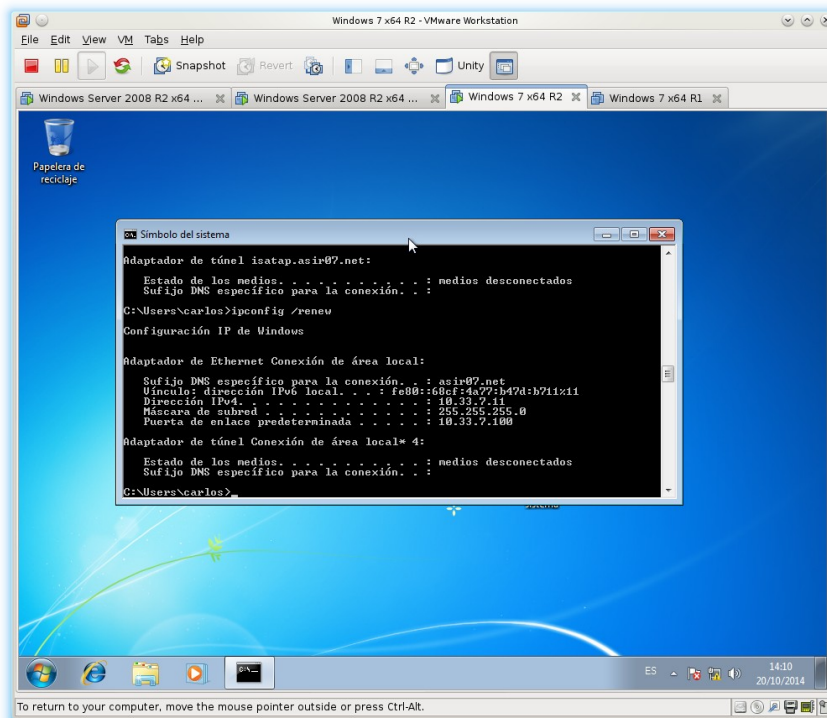 Windows 7 x64 R2 - VMware Workstation
File Edit View VM Tabs Help
Snapshot Revert Unity
Windows Server 2008 R2 x64 ... Windows Server 2008 R2 x64 ... Windows 7 x64 R2 Windows 7 x64 R1
Papelera de
reciclaje
Símbolo del sistema
Adaptador de túnel isatap.asir07.net:
Estado de los medios. . . . . . . . . . . : medios desconectados
Sufijo DNS específico para la conexión. . :
C:\Users\carlos>ipconfig /renew
Configuración IP de Windows
Adaptador de Ethernet Conexión de área local:
Sufijo DNS específico para la conexión. . : asir07.net
Vínculo: dirección IPv6 local. . . : fe80::68cf:4a77:b47d:b711%11
Dirección IPv4. . . . . . . . . . . . . . : 10.33.7.11
Máscara de subred . . . . . . . . . . . . : 255.255.255.0
Puerta de enlace predeterminada . . . . . : 10.33.7.100
Adaptador de túnel Conexión de área local* 4:
Estado de los medios. . . . . . . . . . . : medios desconectados
Sufijo DNS específico para la conexión. . :
C:\Users\carlos>_
ES 14:10
20/10/2014
To return to your computer, move the mouse pointer outside or press Ctrl-Alt.